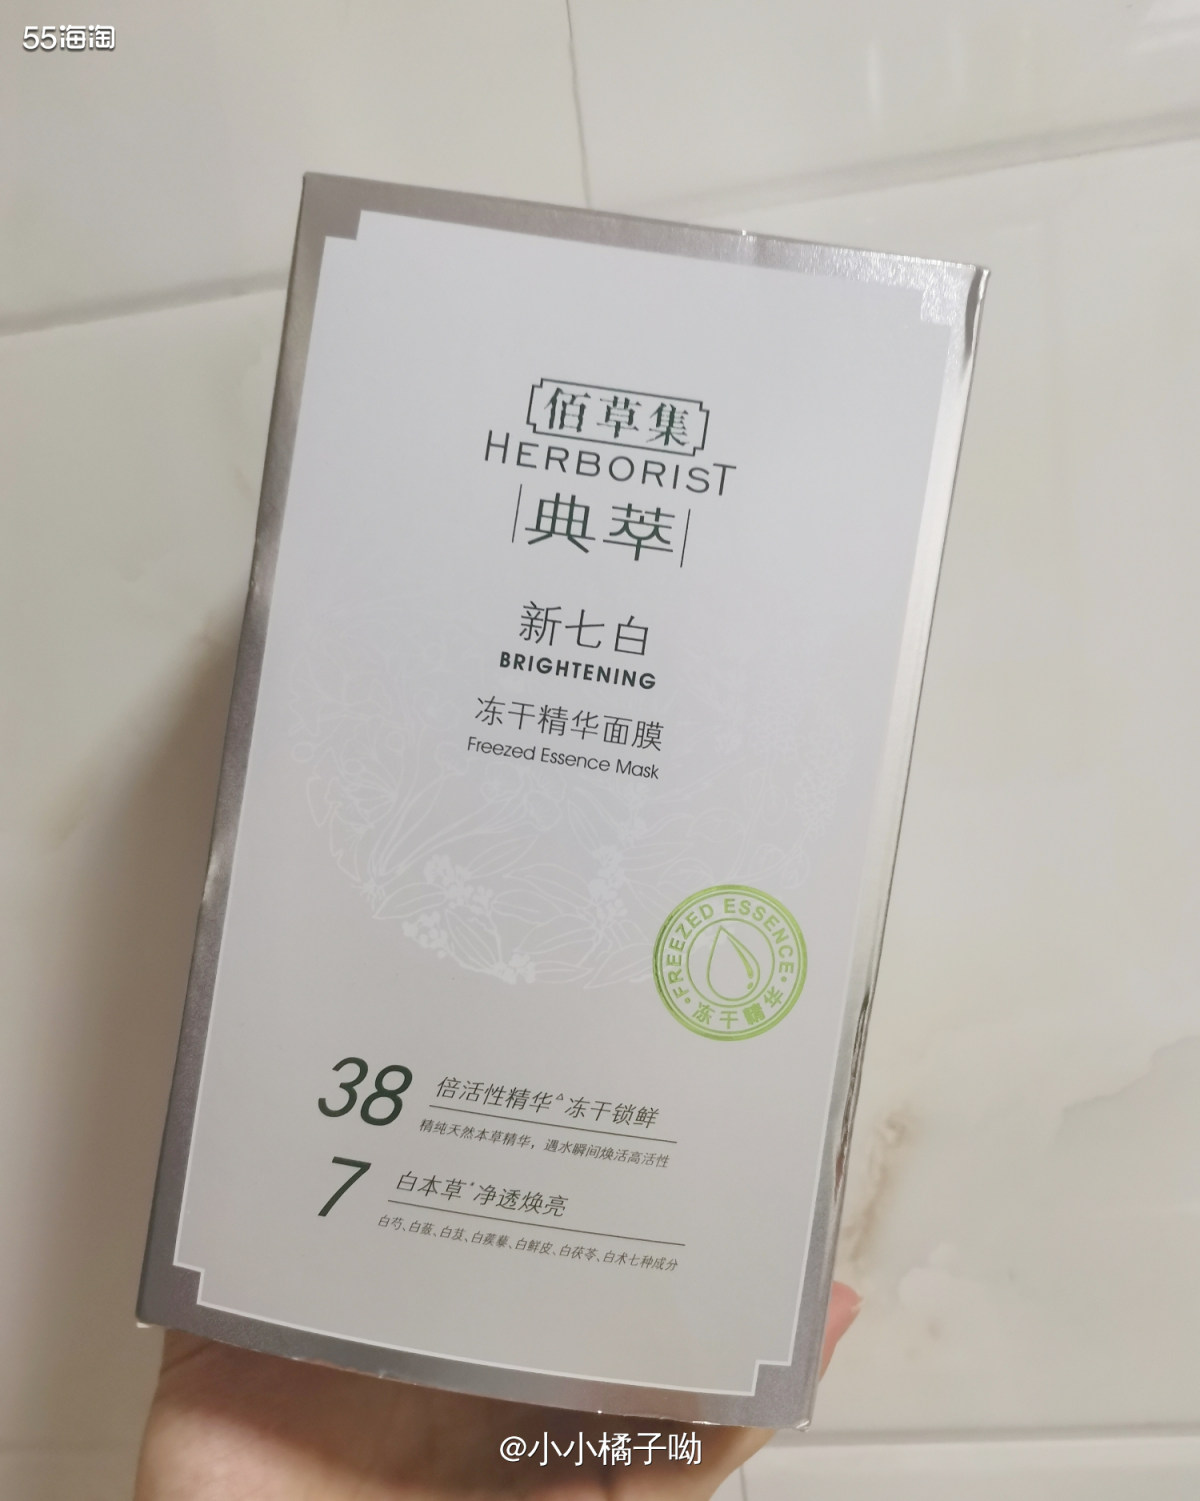 55海淘
佰草集
HERBORIST
典萃
新七白
BRIGHTENING
冻干精华面膜
Freezed Essence Mask
FREEZED ESSENCE
冻干精华
38 倍活性精华△冻干锁鲜
精纯天然本草精华，遇水瞬间焕活高活性
7 白本草*净透焕亮
白芍、白蔹、白芨、白蒺藜、白鲜皮、白茯苓、白术七种成分
@小小橘子呦